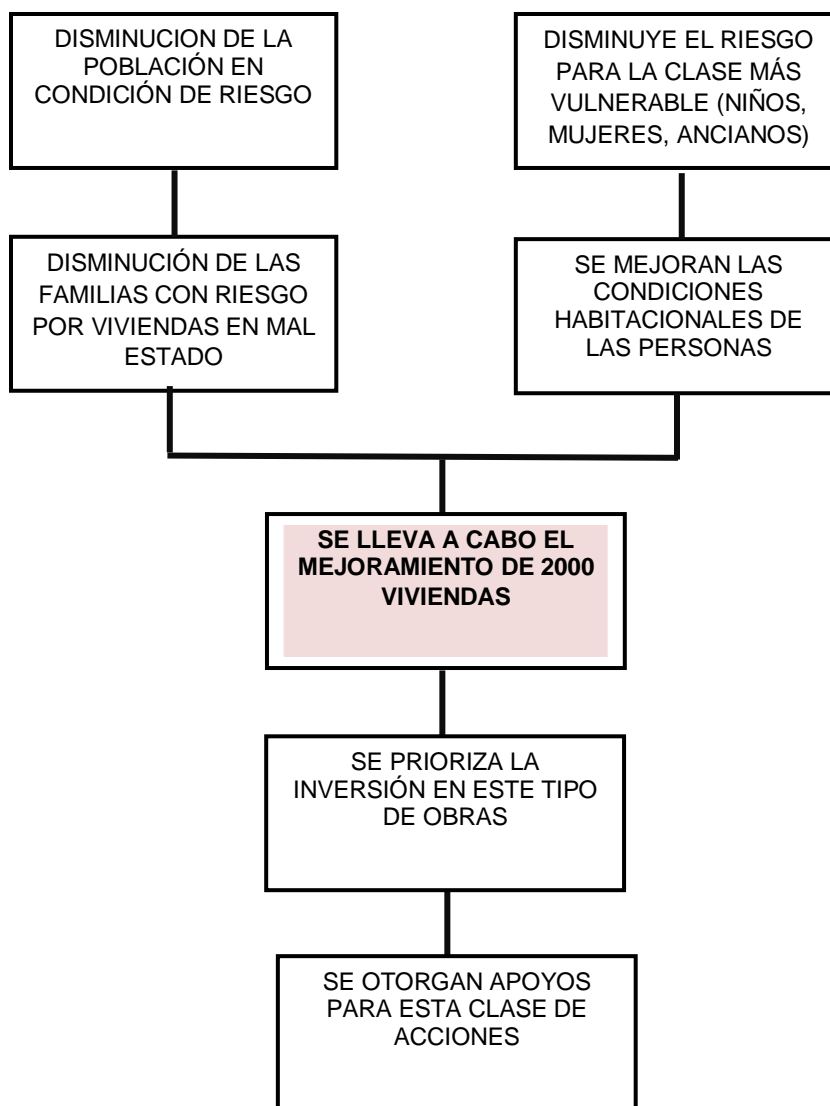 DISMINUCION DE LA
POBLACIÓN EN
CONDICIÓN DE RIESGO
DISMINUYE EL RIESGO
PARA LA CLASE MÁS
VULNERABLE (NIÑOS,
MUJERES, ANCIANOS)
DISMINUCIÓN DE LAS
FAMILIAS CON RIESGO
POR VIVIENDAS EN MAL
ESTADO
SE MEJORAN LAS
CONDICIONES
HABITACIONALES DE
LAS PERSONAS
SE LLEVA A CABO EL
MEJORAMIENTO DE 2000
VIVIENDAS
SE PRIORIZA LA
INVERSIÓN EN ESTE TIPO
DE OBRAS
SE OTORGAN APOYOS
PARA ESTA CLASE DE
ACCIONES